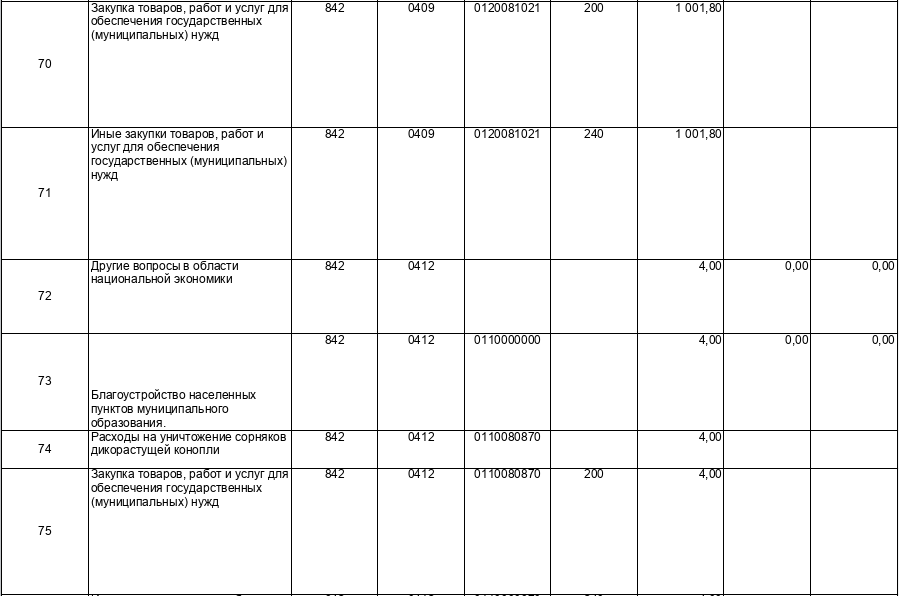 Закупка товаров, работ и услуг для 842 0409 0120081021 200 1 001,80
обеспечения государственных
(муниципальных) нужд
70
Иные закупки товаров, работ и 842 0409 0120081021 240 1 001,80
услуг для обеспечения
государственных (муниципальных)
нужд
71
Другие вопросы в области 842 0412 4,00 0,00 0,00
национальной экономики
72
842 0412 0110000000 4,00 0,00 0,00
73
Благоустройство населенных
пунктов муниципального
образования.
Расходы на уничтожение сорняков 842 0412 0110080870 4,00
74 дикорастущей конопли
Закупка товаров, работ и услуг для 842 0412 0110080870 200 4,00
обеспечения государственных
(муниципальных) нужд
75